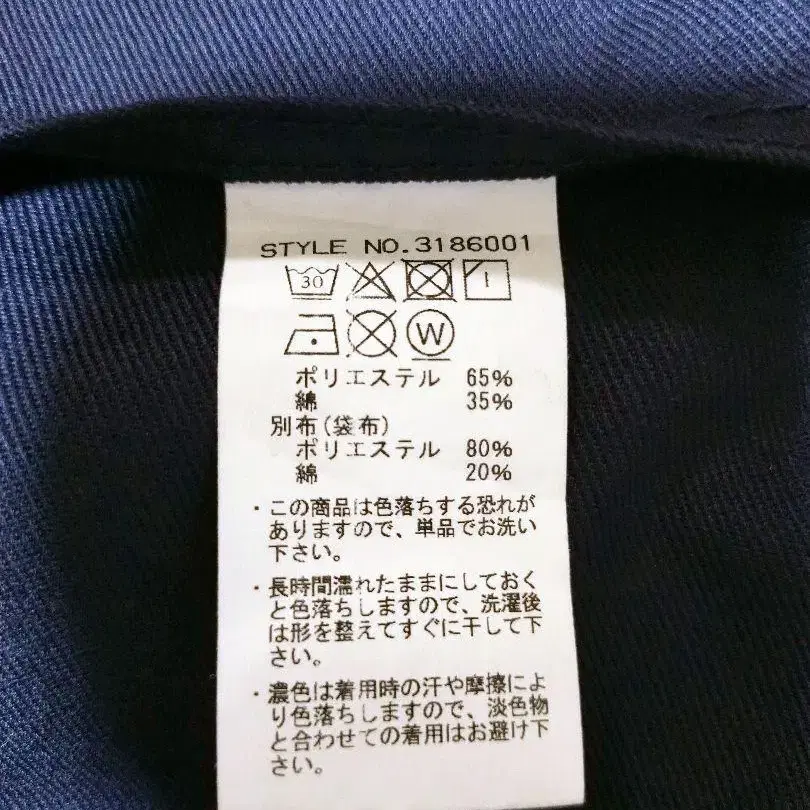 STYLE NO.3186001
30
W
ポリエステル 65%
綿 35%
別布(袋布)
ポリエステル 80%
綿 20%
・この商品は色落ちする恐れが
ありますので、単品でお洗い
下さい。
・長時間濡れたままにしておく
と色落ちしますので、洗濯後
は形を整えてすぐに干して下
さい。
・濃色は着用時の汗や摩擦によ
り色落ちしますので、淡色物
と合わせての着用はお避け下
さい。